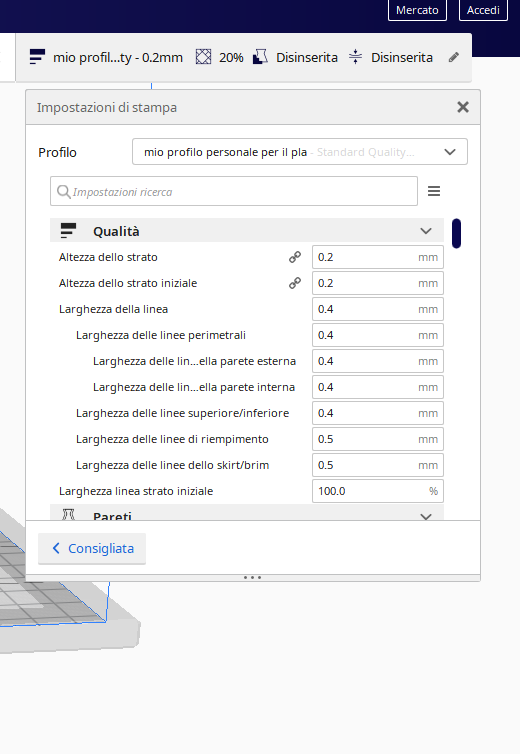 Mercato Accedi
mio profil...ty - 0.2mm 20% Disinserita Disinserita
Impostazioni di stampa
Profilo mio profilo personale per il pla - Standard Quality...
Impostazioni ricerca
Qualità
Altezza dello strato 0.2 mm
Altezza dello strato iniziale 0.2 mm
Larghezza della linea 0.4 mm
Larghezza delle linee perimetrali 0.4 mm
Larghezza delle lin...ella parete esterna 0.4 mm
Larghezza delle lin...ella parete interna 0.4 mm
Larghezza delle linee superiore/inferiore 0.4 mm
Larghezza delle linee di riempimento 0.5 mm
Larghezza delle linee dello skirt/brim 0.5 mm
Larghezza linea strato iniziale 100.0 %
Pareti
Consigliata